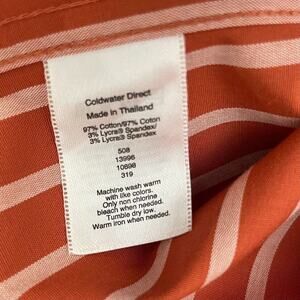 Coldwater Direct
Made in Thailand
97% Cotton/97% Coton
3% Lycra® Spandex/
3% Lycra® Spandex
508
13996
10898
319
Machine wash warm
with like colors.
Only non chlorine
bleach when needed.
Tumble dry low.
Warm iron when needed.